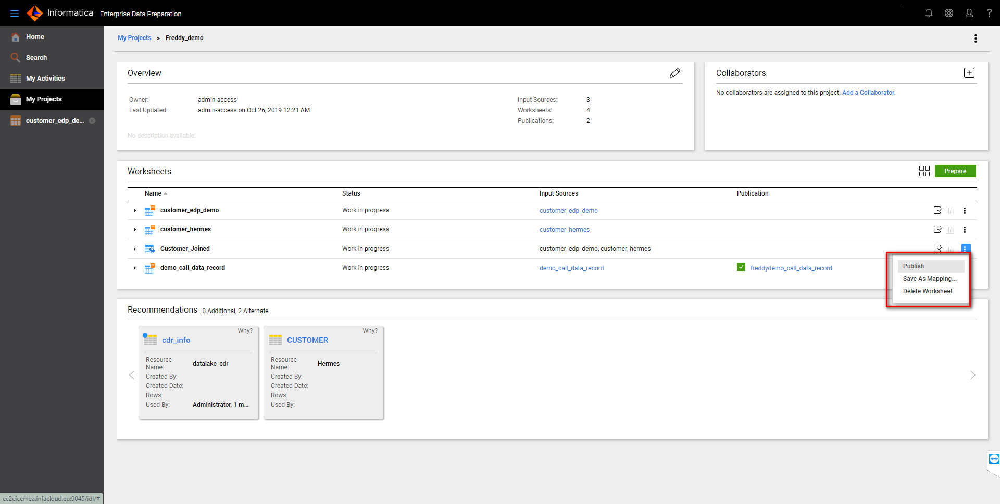 Informatica Enterprise Data Preparation
?
Home
Search
My Activities
My Projects
customer_edp_de...
My Projects > Freddy_demo
Overview
Owner: admin-access
Last Updated: admin-access on Oct 26, 2019 12:21 AM
Input Sources: 3
Worksheets: 4
Publications: 2
No description available.
Collaborators
No collaborators are assigned to this project. Add a Collaborator.
Worksheets
Prepare
Name Status Input Sources Publication
customer_edp_demo Work in progress customer_edp_demo
customer_hermes Work in progress customer_hermes
Customer_Joined Work in progress customer_edp_demo, customer_hermes
demo_call_data_record Work in progress demo_call_data_record freddydemo_call_data_record
Publish
Save As Mapping...
Delete Worksheet
Recommendations 0 Additional, 2 Alternate
Why?
cdr_info
Resource Name: datalake_cdr
Created By:
Created Date:
Rows:
Used By: Administrator, 1 m...
Why?
CUSTOMER
Resource Name: Hermes
Created By:
Created Date:
Rows:
Used By:
ec2eicemea.infacloud.eu:9045/idl/#